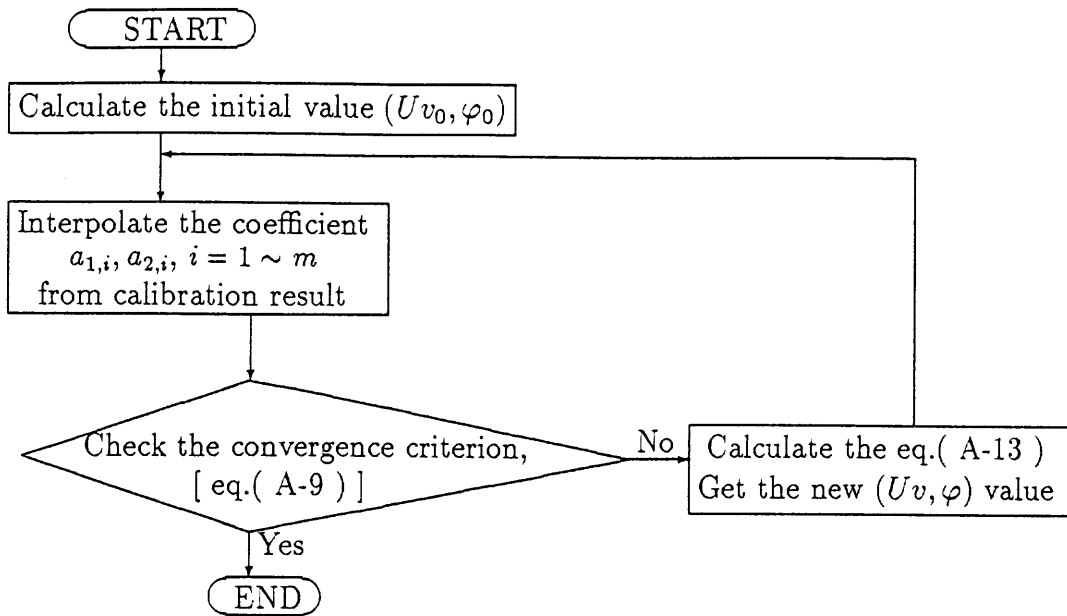 START
Calculate the initial value (Uv₀, φ₀)
Interpolate the coefficient
a₁,ᵢ, a₂,ᵢ, i = 1 ∼ m
from calibration result
Check the convergence criterion,
[ eq.( A-9 ) ]
No
Calculate the eq.( A-13 )
Get the new (Uv, φ) value
Yes
END